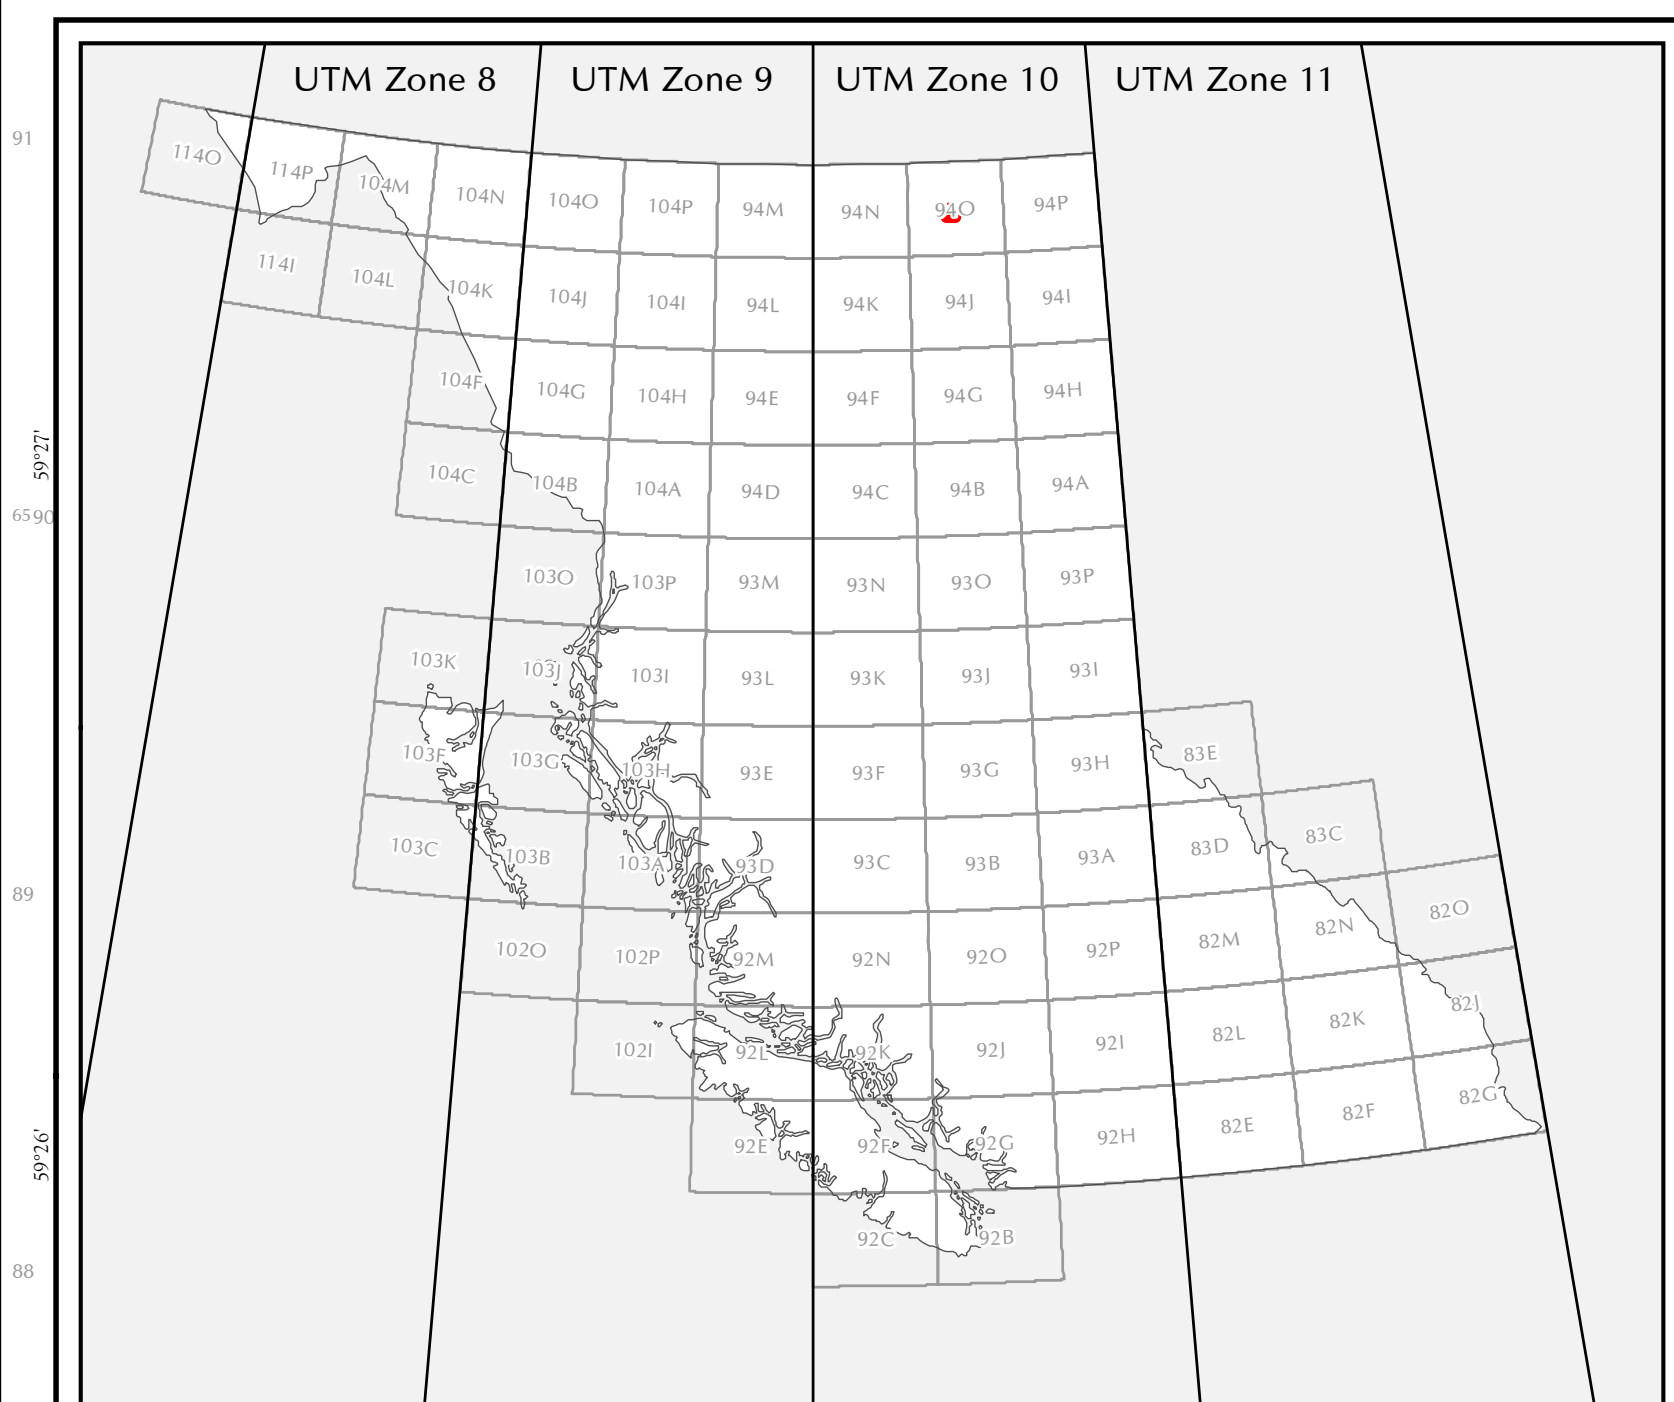 UTM Zone 8 UTM Zone 9 UTM Zone 10 UTM Zone 11
91
114O 114P 104M 104N 104O 104P 94M 94N 94O 94P
114I 104L 104K 104J 104I 94L 94K 94J 94I
104F 104G 104H 94E 94F 94G 94H
59°27'
104C 104B 104A 94D 94C 94B 94A
6590
103O 103P 93M 93N 93O 93P
103K 103J 103I 93L 93K 93J 93I
103F 103G 103H 93E 93F 93G 93H 83E
103C 103B 103A 93D 93C 93B 93A 83D 83C
89
102O 102P 92M 92N 92O 92P 82M 82N 82O
102I 92L 92K 92J 92I 82L 82K 82J
59°26'
92E 92F 92G 92H 82E 82F 82G
92C 92B
88